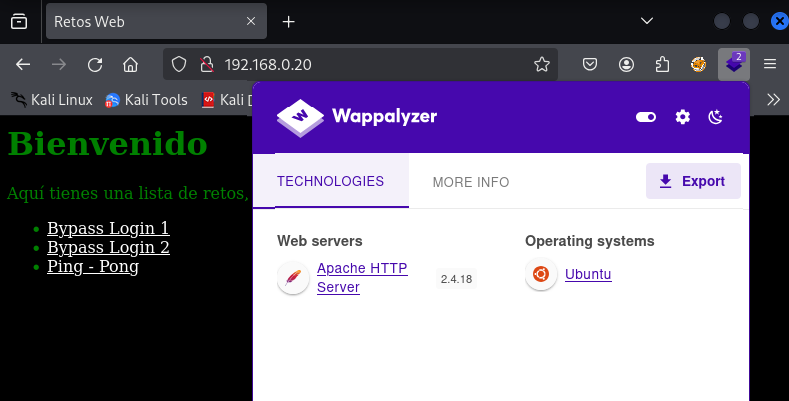 Retos Web
192.168.0.20
2
Kali Linux
Kali Tools
Kali D
Wappalyzer
Bienvenido
TECHNOLOGIES
MORE INFO
Export
Aquí tienes una lista de retos,
Bypass Login 1
Bypass Login 2
Ping - Pong
Web servers
Apache HTTP
Server
2.4.18
Operating systems
Ubuntu